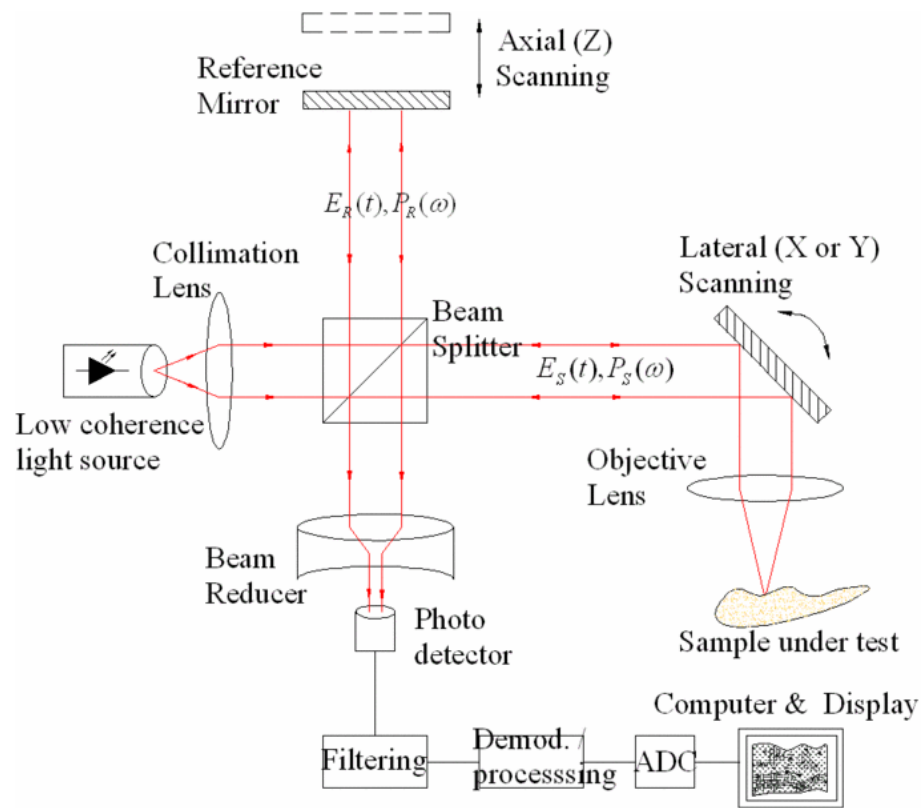 Axial (Z)
Scanning
Reference
Mirror
E_R(t), P_R(ω)
Collimation
Lens
Lateral (X or Y)
Scanning
Beam
Splitter
E_S(t), P_S(ω)
Low coherence
light source
Objective
Lens
Beam
Reducer
Photo
detector
Sample under test
Computer & Display
Filtering
Demod. /
processsing
ADC